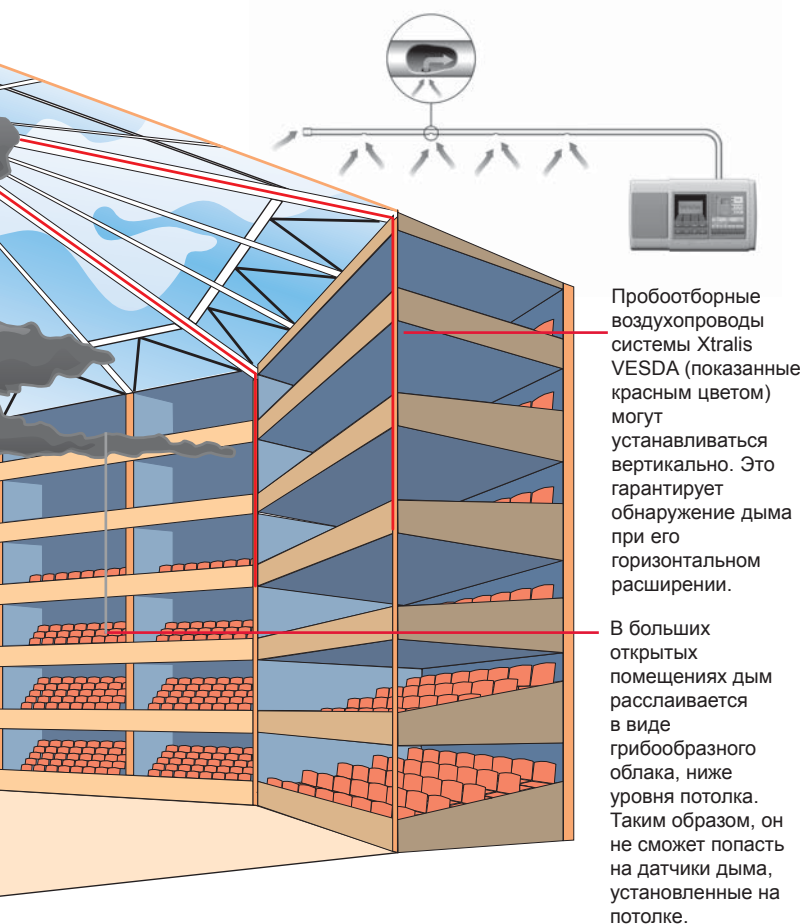 Пробоотборные
воздухопроводы
системы Xtralis
VESDA (показанные
красным цветом)
могут
устанавливаться
вертикально. Это
гарантирует
обнаружение дыма
при его
горизонтальном
расширении.
В больших
открытых
помещениях дым
расслаивается
в виде
грибообразного
облака, ниже
уровня потолка.
Таким образом, он
не сможет попасть
на датчики дыма,
установленные на
потолке.